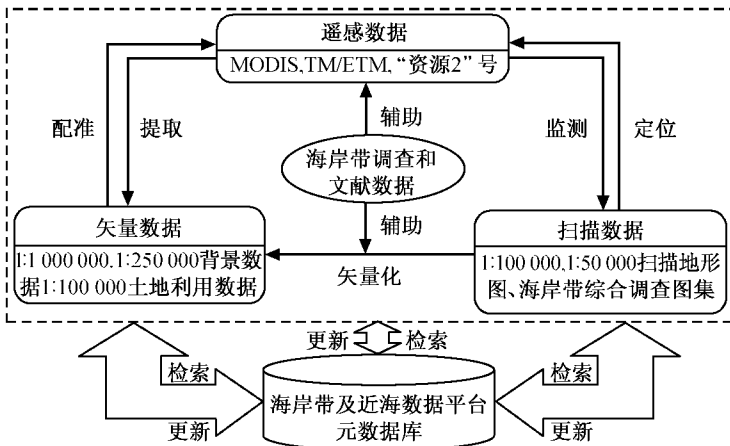 遥感数据
MODIS,TM/ETM, “资源2” 号
配准
提取
辅助
监测
定位
海岸带调查和
文献数据
矢量数据
1:1 000 000,1:250 000背景数
据1:100 000土地利用数据
辅助
矢量化
扫描数据
1:100 000,1:50 000扫描地形
图、海岸带综合调查图集
更新
检索
检索
更新
海岸带及近海数据平台
元数据库
检索
更新